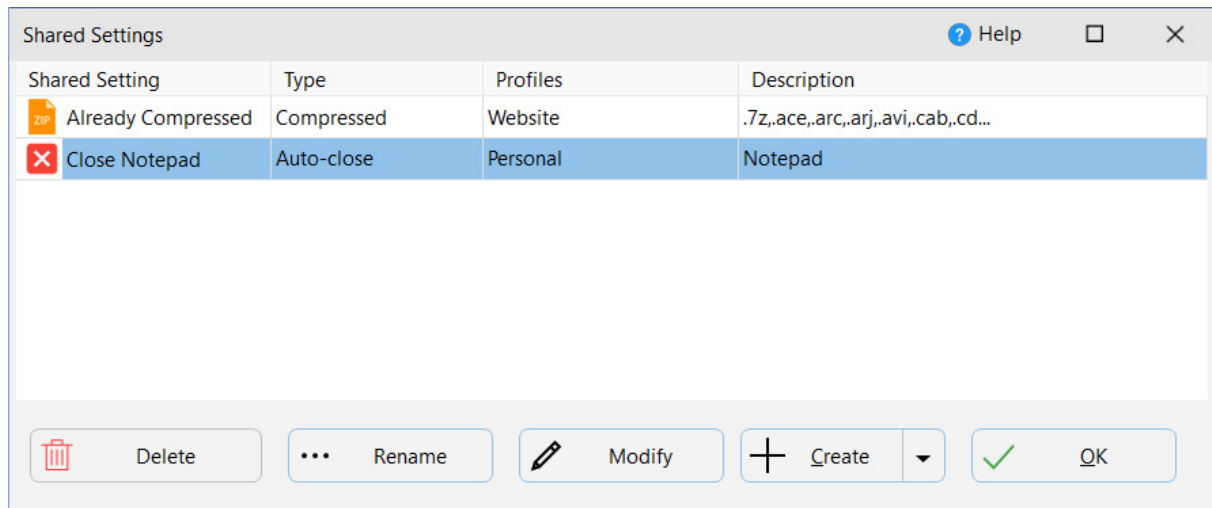 Shared Settings ? Help
Shared Setting Type Profiles Description
ZIP Already Compressed Compressed Website .7z,.ace,.arc,.arj,.avi,.cab,.cd...
Close Notepad Auto-close Personal Notepad
Delete ... Rename Modify Create OK